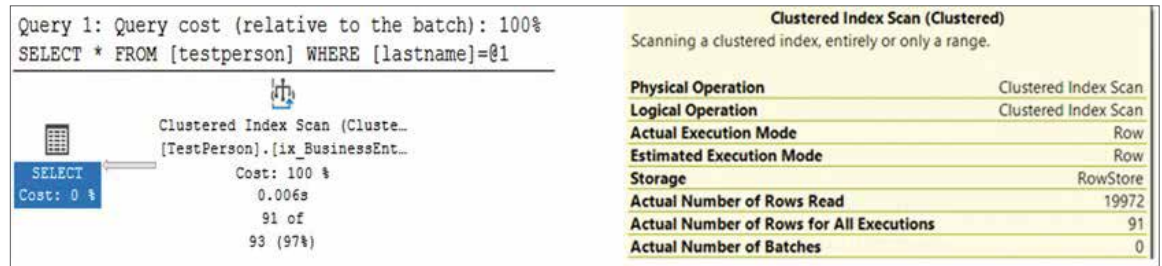 Query 1: Query cost (relative to the batch): 100%
SELECT * FROM [testperson] WHERE [lastname]=@1
Clustered Index Scan (Cluste…
[TestPerson].[ix_BusinessEnt…
Cost: 100 %
0.006s
91 of
93 (97%)
SELECT
Cost: 0 %
Clustered Index Scan (Clustered)
Scanning a clustered index, entirely or only a range.
Physical Operation Clustered Index Scan
Logical Operation Clustered Index Scan
Actual Execution Mode Row
Estimated Execution Mode Row
Storage RowStore
Actual Number of Rows Read 19972
Actual Number of Rows for All Executions 91
Actual Number of Batches 0